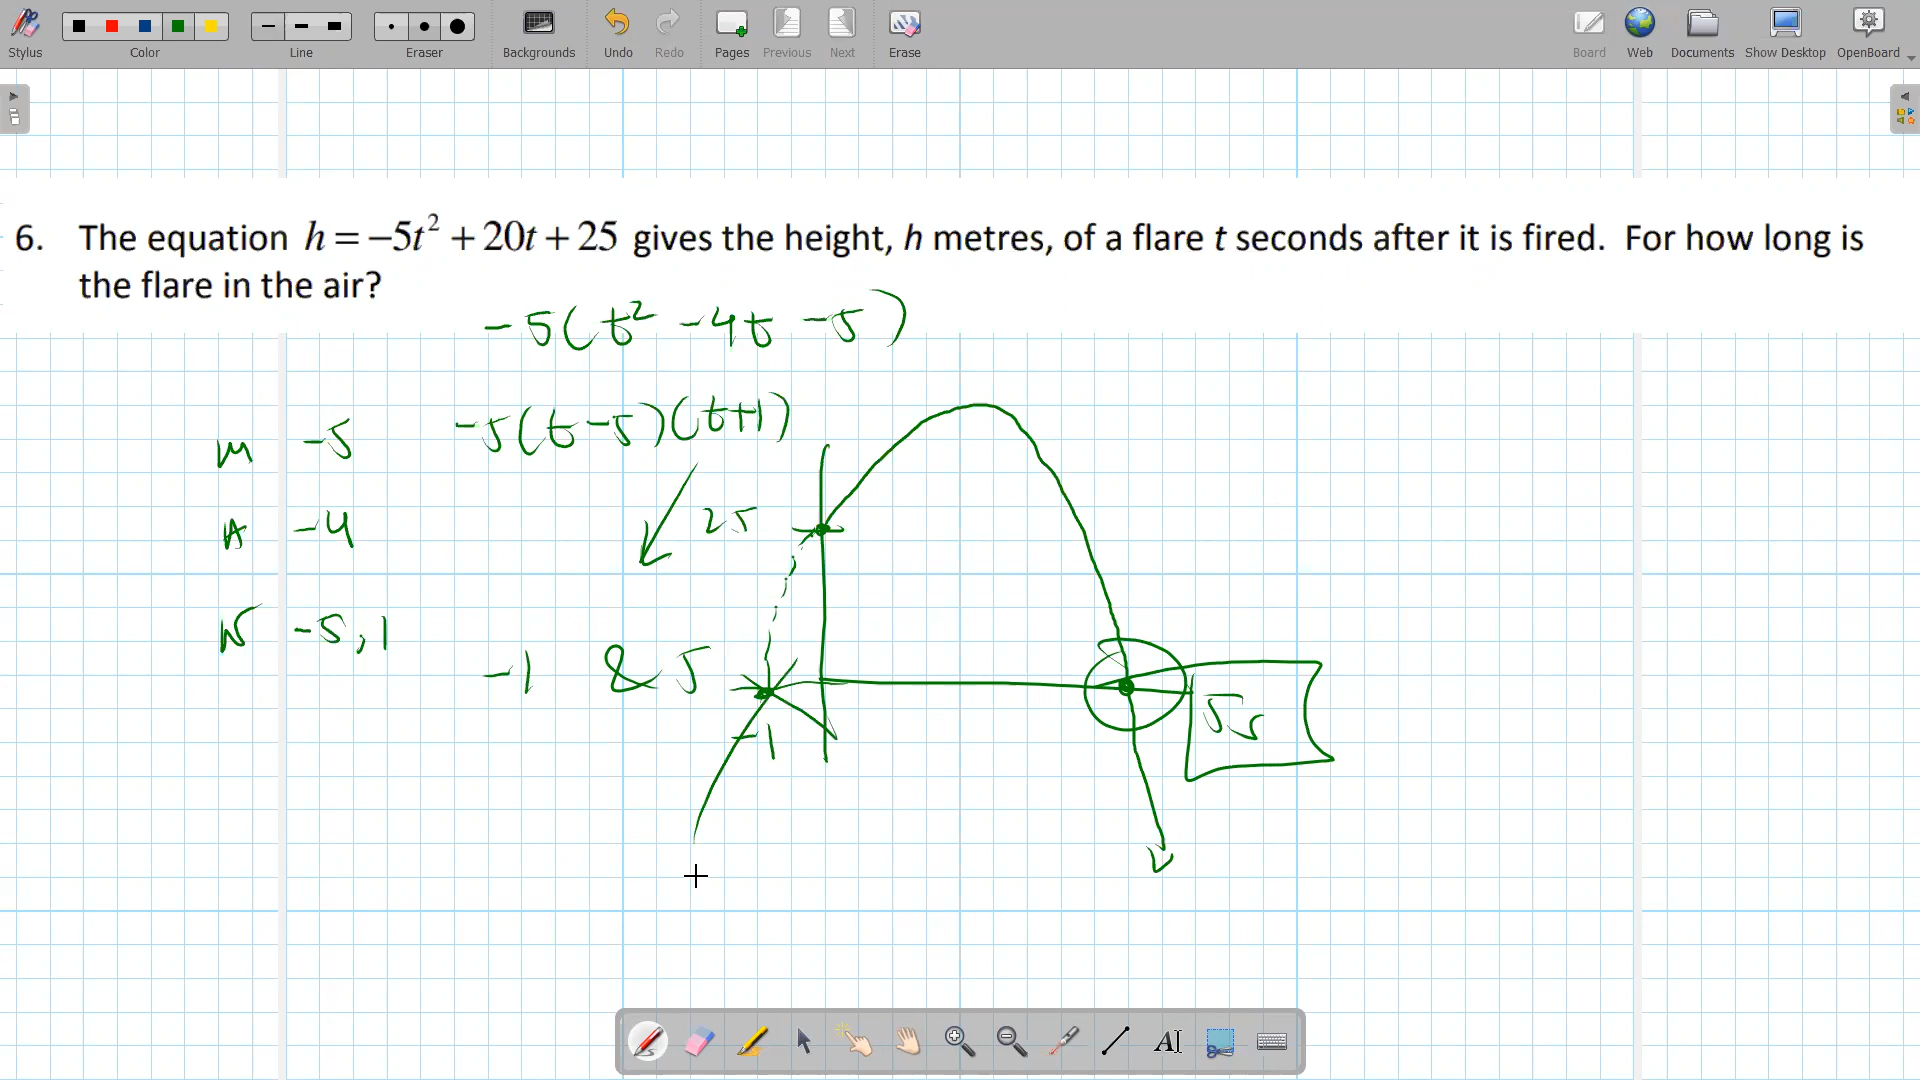 Stylus Color Line Eraser Backgrounds Undo Redo Pages Previous Next Erase Board Web Documents Show Desktop OpenBoard
6. The equation h = −5t² + 20t + 25 gives the height, h metres, of a flare t seconds after it is fired. For how long is
the flare in the air?
-5(t² -4t -5)
-5(t-5)(t+1)
M -5
A -4
25
N -5, 1
-1 & 5
-1
5s